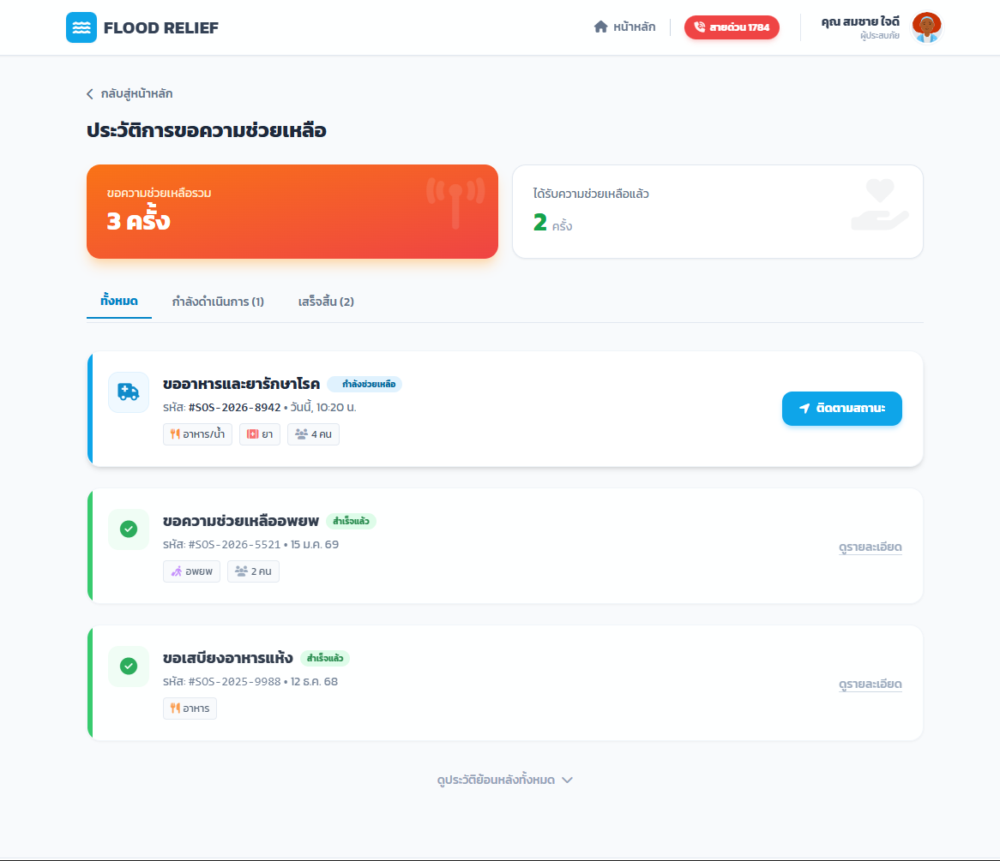 FLOOD RELIEF
หน้าหลัก
สายด่วน 1784
คุณ สมชาย ใจดี
ผู้ประสบภัย
กลับสู่หน้าหลัก
ประวัติการขอความช่วยเหลือ
ขอความช่วยเหลือรวม
3 ครั้ง
ได้รับความช่วยเหลือแล้ว
2 ครั้ง
ทั้งหมด กำลังดำเนินการ (1) เสร็จสิ้น (2)
ขออาหารและยารักษาโรค กำลังช่วยเหลือ
รหัส: #SOS-2026-8942 • วันนี้, 10:20 น.
อาหาร/น้ำ ยา 4 คน
ติดตามสถานะ
ขอความช่วยเหลืออพยพ สำเร็จแล้ว
รหัส: #SOS-2026-5521 • 15 ม.ค. 69
อพยพ 2 คน
ดูรายละเอียด
ขอเสบียงอาหารแห้ง สำเร็จแล้ว
รหัส: #SOS-2025-9988 • 12 ธ.ค. 68
อาหาร
ดูรายละเอียด
ดูประวัติย้อนหลังทั้งหมด